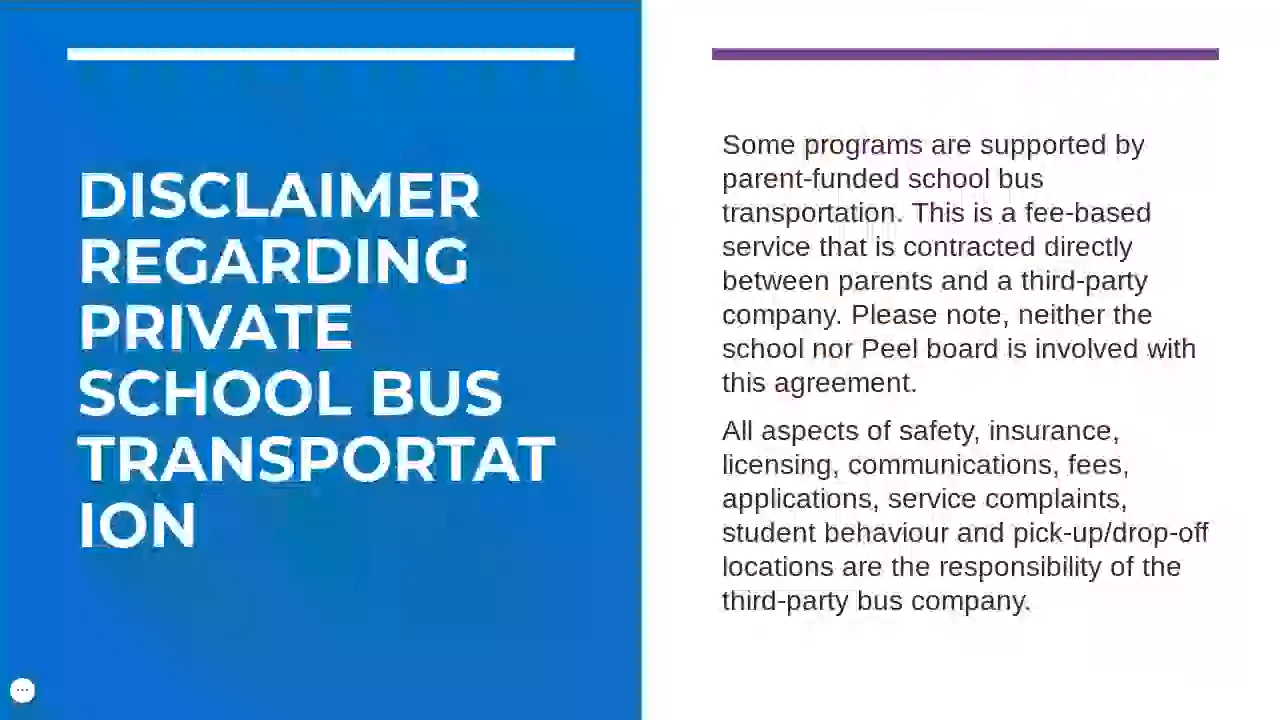 DISCLAIMER
REGARDING
PRIVATE
SCHOOL BUS
TRANSPORTAT
ION
Some programs are supported by
parent-funded school bus
transportation. This is a fee-based
service that is contracted directly
between parents and a third-party
company. Please note, neither the
school nor Peel board is involved with
this agreement.
All aspects of safety, insurance,
licensing, communications, fees,
applications, service complaints,
student behaviour and pick-up/drop-off
locations are the responsibility of the
third-party bus company.